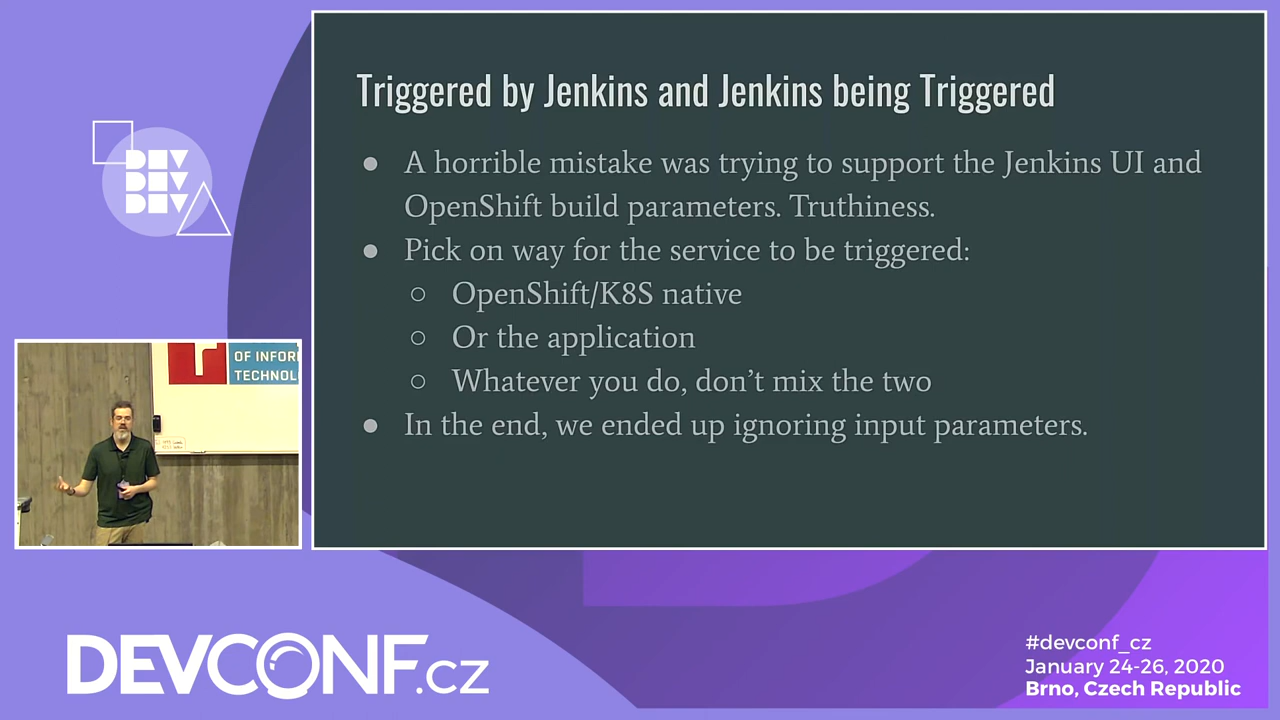 Triggered by Jenkins and Jenkins being Triggered
● A horrible mistake was trying to support the Jenkins UI and
OpenShift build parameters. Truthiness.
● Pick on way for the service to be triggered:
○ OpenShift/K8S native
○ Or the application
○ Whatever you do, don't mix the two
● In the end, we ended up ignoring input parameters.
DEV
DEV
DEV
OF INFOR
TECHNOL
DEVCONF.cz
#devconf_cz
January 24-26, 2020
Brno, Czech Republic